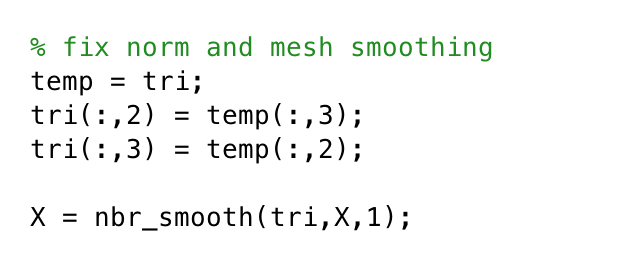 % fix norm and mesh smoothing
temp = tri;
tri(:,2) = temp(:,3);
tri(:,3) = temp(:,2);
X = nbr_smooth(tri,X,1);